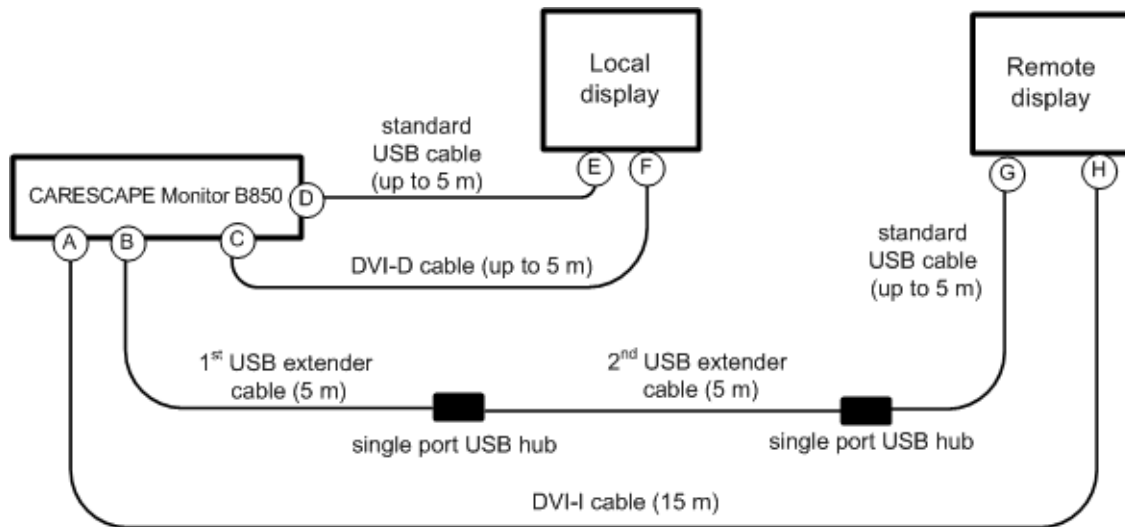 Local
display
Remote
display
standard
USB cable
(up to 5 m)
E
F
G
H
CARESCAPE Monitor B850
D
A
B
C
DVI-D cable (up to 5 m)
standard
USB cable
(up to 5 m)
1st USB extender
cable (5 m)
2nd USB extender
cable (5 m)
single port USB hub
single port USB hub
DVI-I cable (15 m)